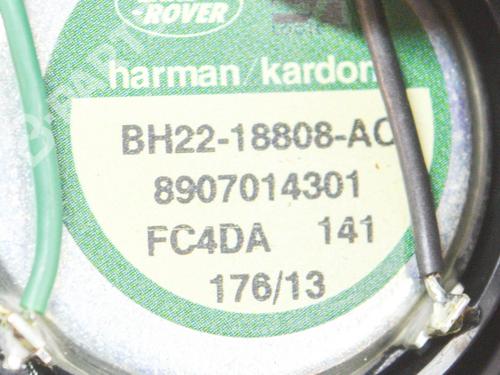 ROVER
harman/kardon
BH22-18808-AC
8907014301
FC4DA 141
176/13